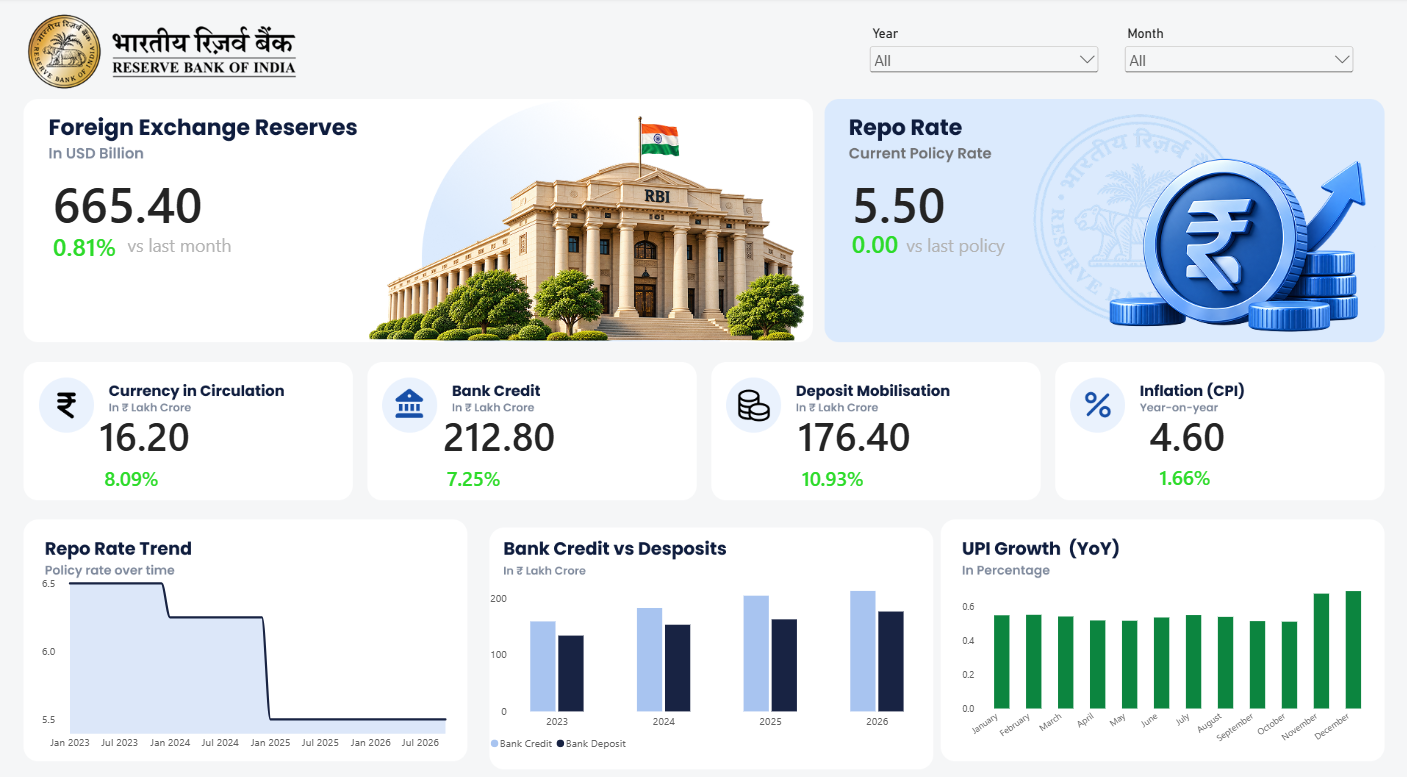 भारतीय रिज़र्व बैंक
RESERVE BANK OF INDIA
Year
All
Month
All
Foreign Exchange Reserves
In USD Billion
665.40
0.81% vs last month
RBI
Repo Rate
Current Policy Rate
5.50
0.00 vs last policy
Currency in Circulation
In ₹ Lakh Crore
16.20
8.09%
Bank Credit
In ₹ Lakh Crore
212.80
7.25%
Deposit Mobilisation
In ₹ Lakh Crore
176.40
10.93%
Inflation (CPI)
Year-on-year
4.60
1.66%
Repo Rate Trend
Policy rate over time
6.5
6.0
5.5
Jan 2023 Jul 2023 Jan 2024 Jul 2024 Jan 2025 Jul 2025 Jan 2026 Jul 2026
Bank Credit vs Desposits
In ₹ Lakh Crore
200
100
0
2023 2024 2025 2026
Bank Credit Bank Deposit
UPI Growth (YoY)
In Percentage
0.6
0.4
0.2
0.0
January February March April May June July August September October November December